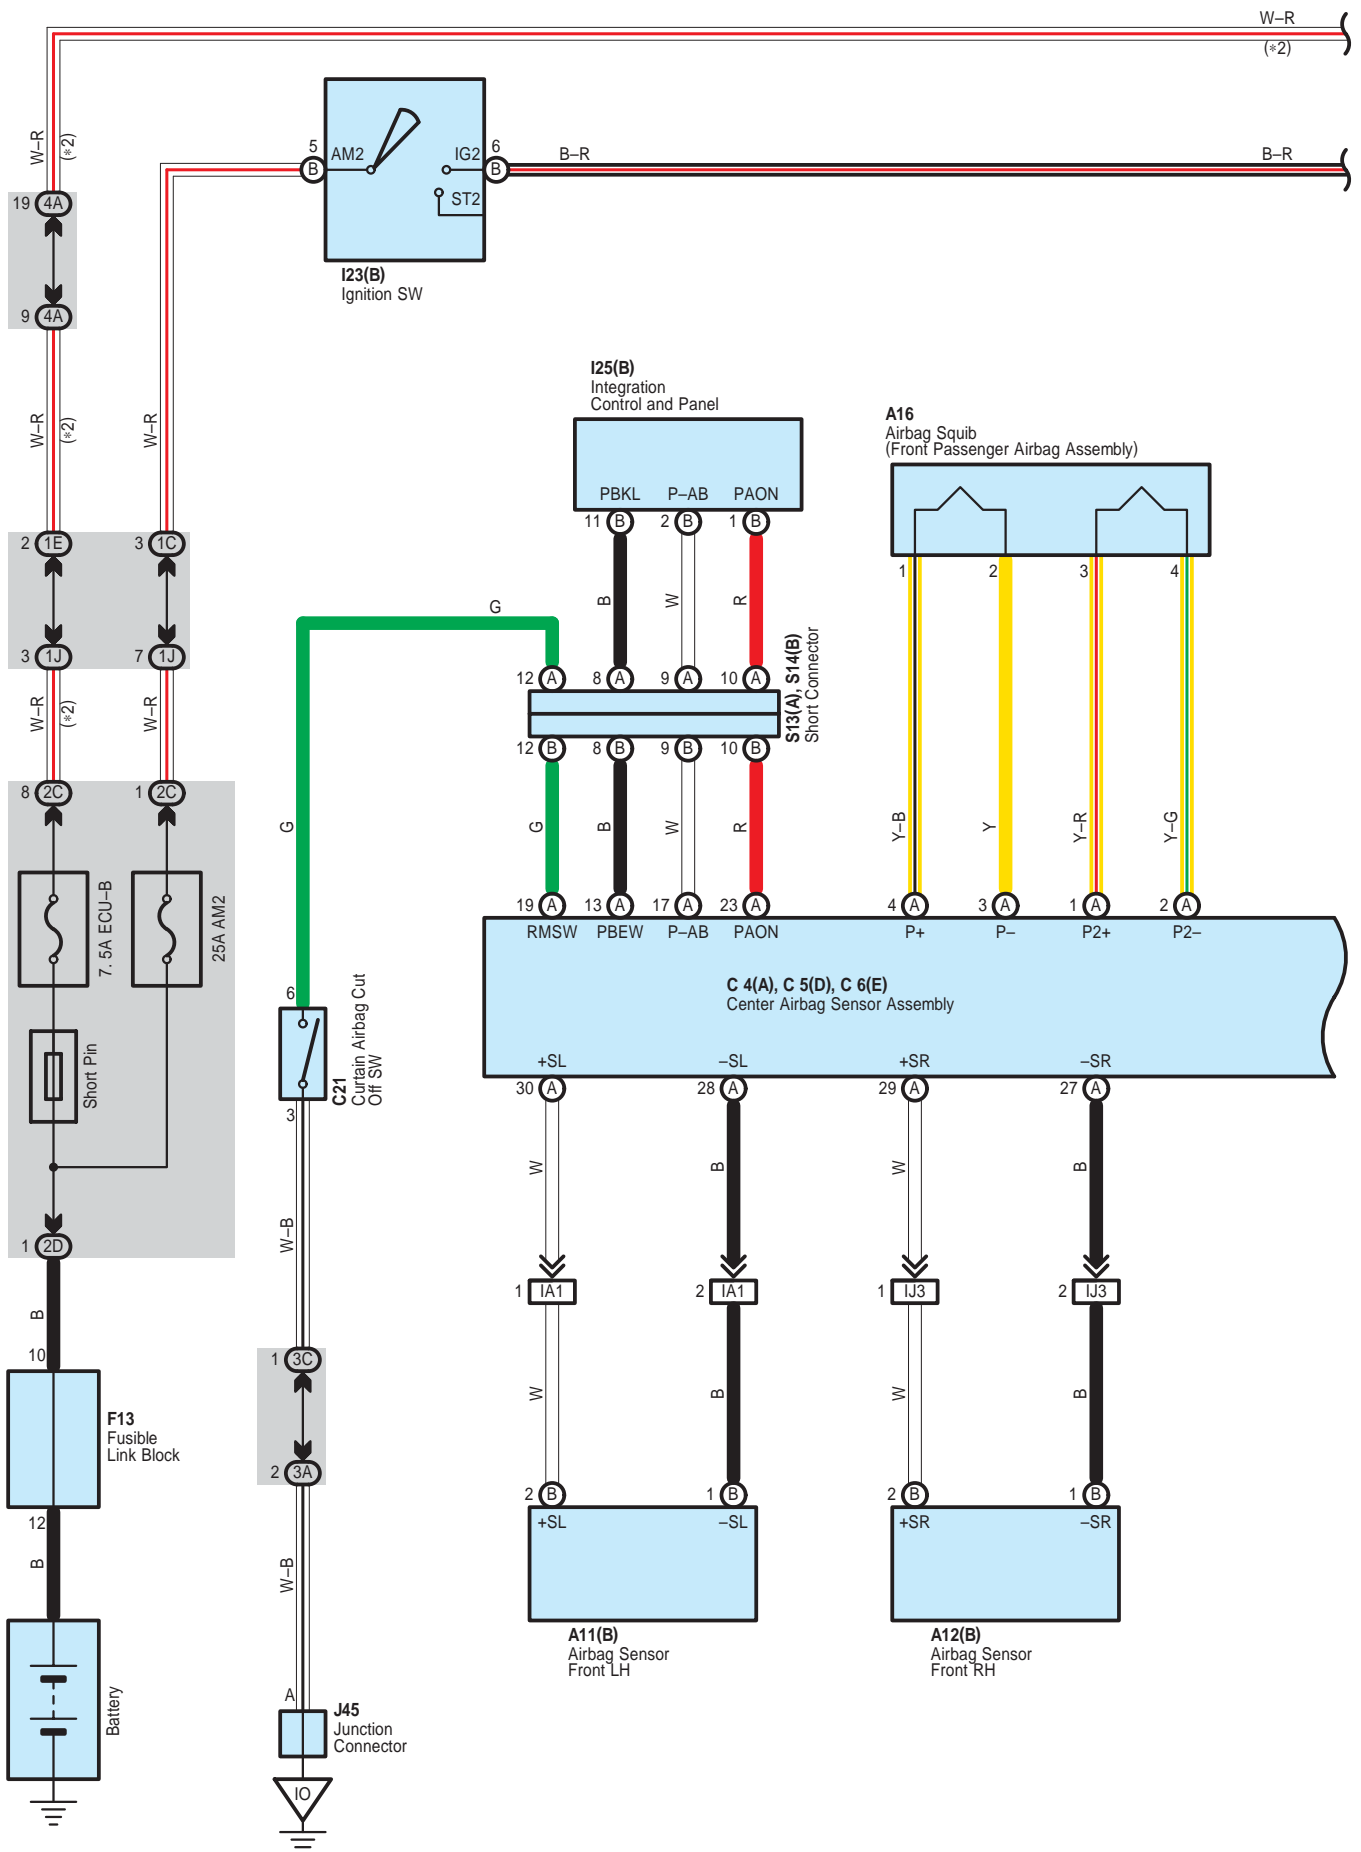 W–R
(*2)
W–R
(*2)
5
B
AM2
IG2
ST2
6
B
B–R
B–R
I23(B)
Ignition SW
19 4A
9 4A
W–R
(*2)
W–R
I25(B)
Integration
Control and Panel
PBKL P–AB PAON
11 B 2 B 1 B
A16
Airbag Squib
(Front Passenger Airbag Assembly)
1 2 3 4
2 1E 3 1C
3 1J 7 1J
G
B W R
12 A 8 A 9 A 10 A
S13(A), S14(B)
Short Connector
12 B 8 B 9 B 10 B
W–R
(*2)
W–R
8 2C 1 2C
7. 5A ECU–B
25A AM2
Short Pin
1 2D
G
G B W R
Y–B Y Y–R Y–G
19 A 13 A 17 A 23 A 4 A 3 A 1 A 2 A
RMSW PBEW P–AB PAON P+ P– P2+ P2–
C 4(A), C 5(D), C 6(E)
Center Airbag Sensor Assembly
+SL –SL +SR –SR
30 A 28 A 29 A 27 A
6
C21
Curtain Airbag Cut
Off SW
3
W–B
W B W B
1 IA1 2 IA1 1 IJ3 2 IJ3
W B W B
B
10
F13
Fusible
Link Block
12
B
Battery
1 3C
2 3A
W–B
A
J45
Junction
Connector
IO
2 B 1 B 2 B 1 B
+SL –SL +SR –SR
A11(B)
Airbag Sensor
Front LH
A12(B)
Airbag Sensor
Front RH